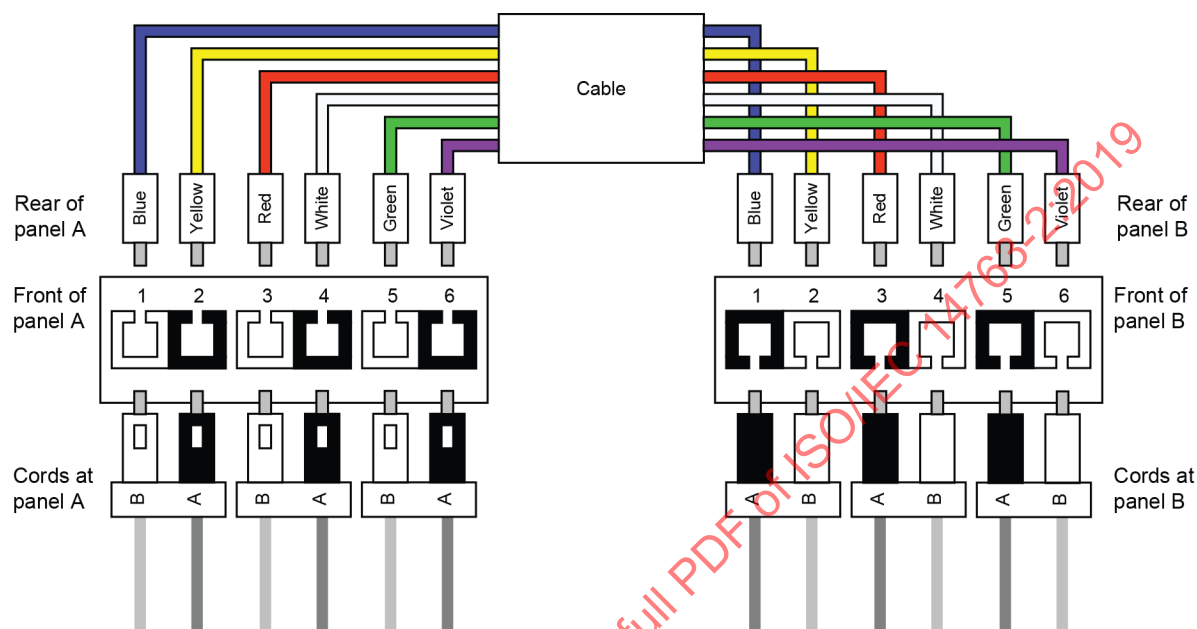 Cable
Blue
Yellow
Red
White
Green
Violet
Blue
Yellow
Red
White
Green
Violet
Rear of
panel A
Rear of
panel B
Front of
panel A
1 2 3 4 5 6
1 2 3 4 5 6
Front of
panel B
Cords at
panel A
B A B A B A
A B A B A B
Cords at
panel B
full PDF of ISO/IEC 14763-2:2019